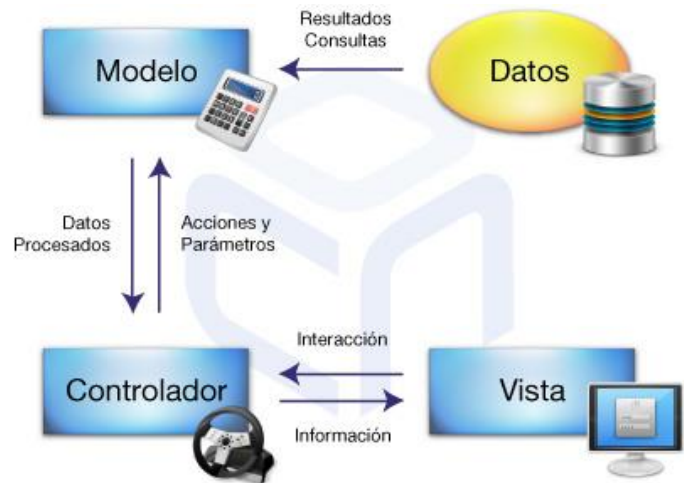 Resultados
Consultas
Modelo
Datos
Datos
Procesados
Acciones y
Parámetros
Interacción
Controlador
Vista
Información